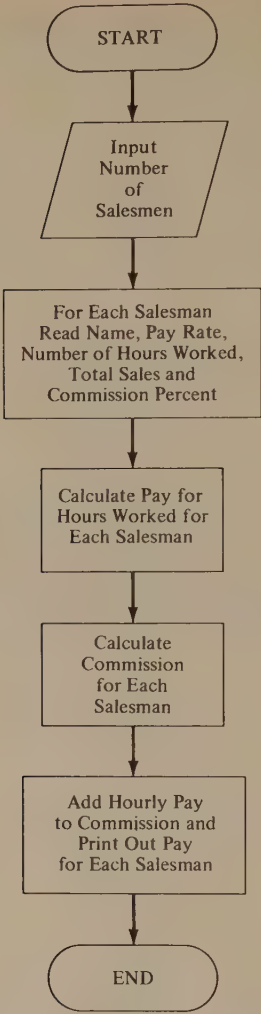 START
Input
Number
of
Salesmen
For Each Salesman
Read Name, Pay Rate,
Number of Hours Worked,
Total Sales and
Commission Percent
Calculate Pay for
Hours Worked for
Each Salesman
Calculate
Commission
for Each
Salesman
Add Hourly Pay
to Commission and
Print Out Pay
for Each Salesman
END